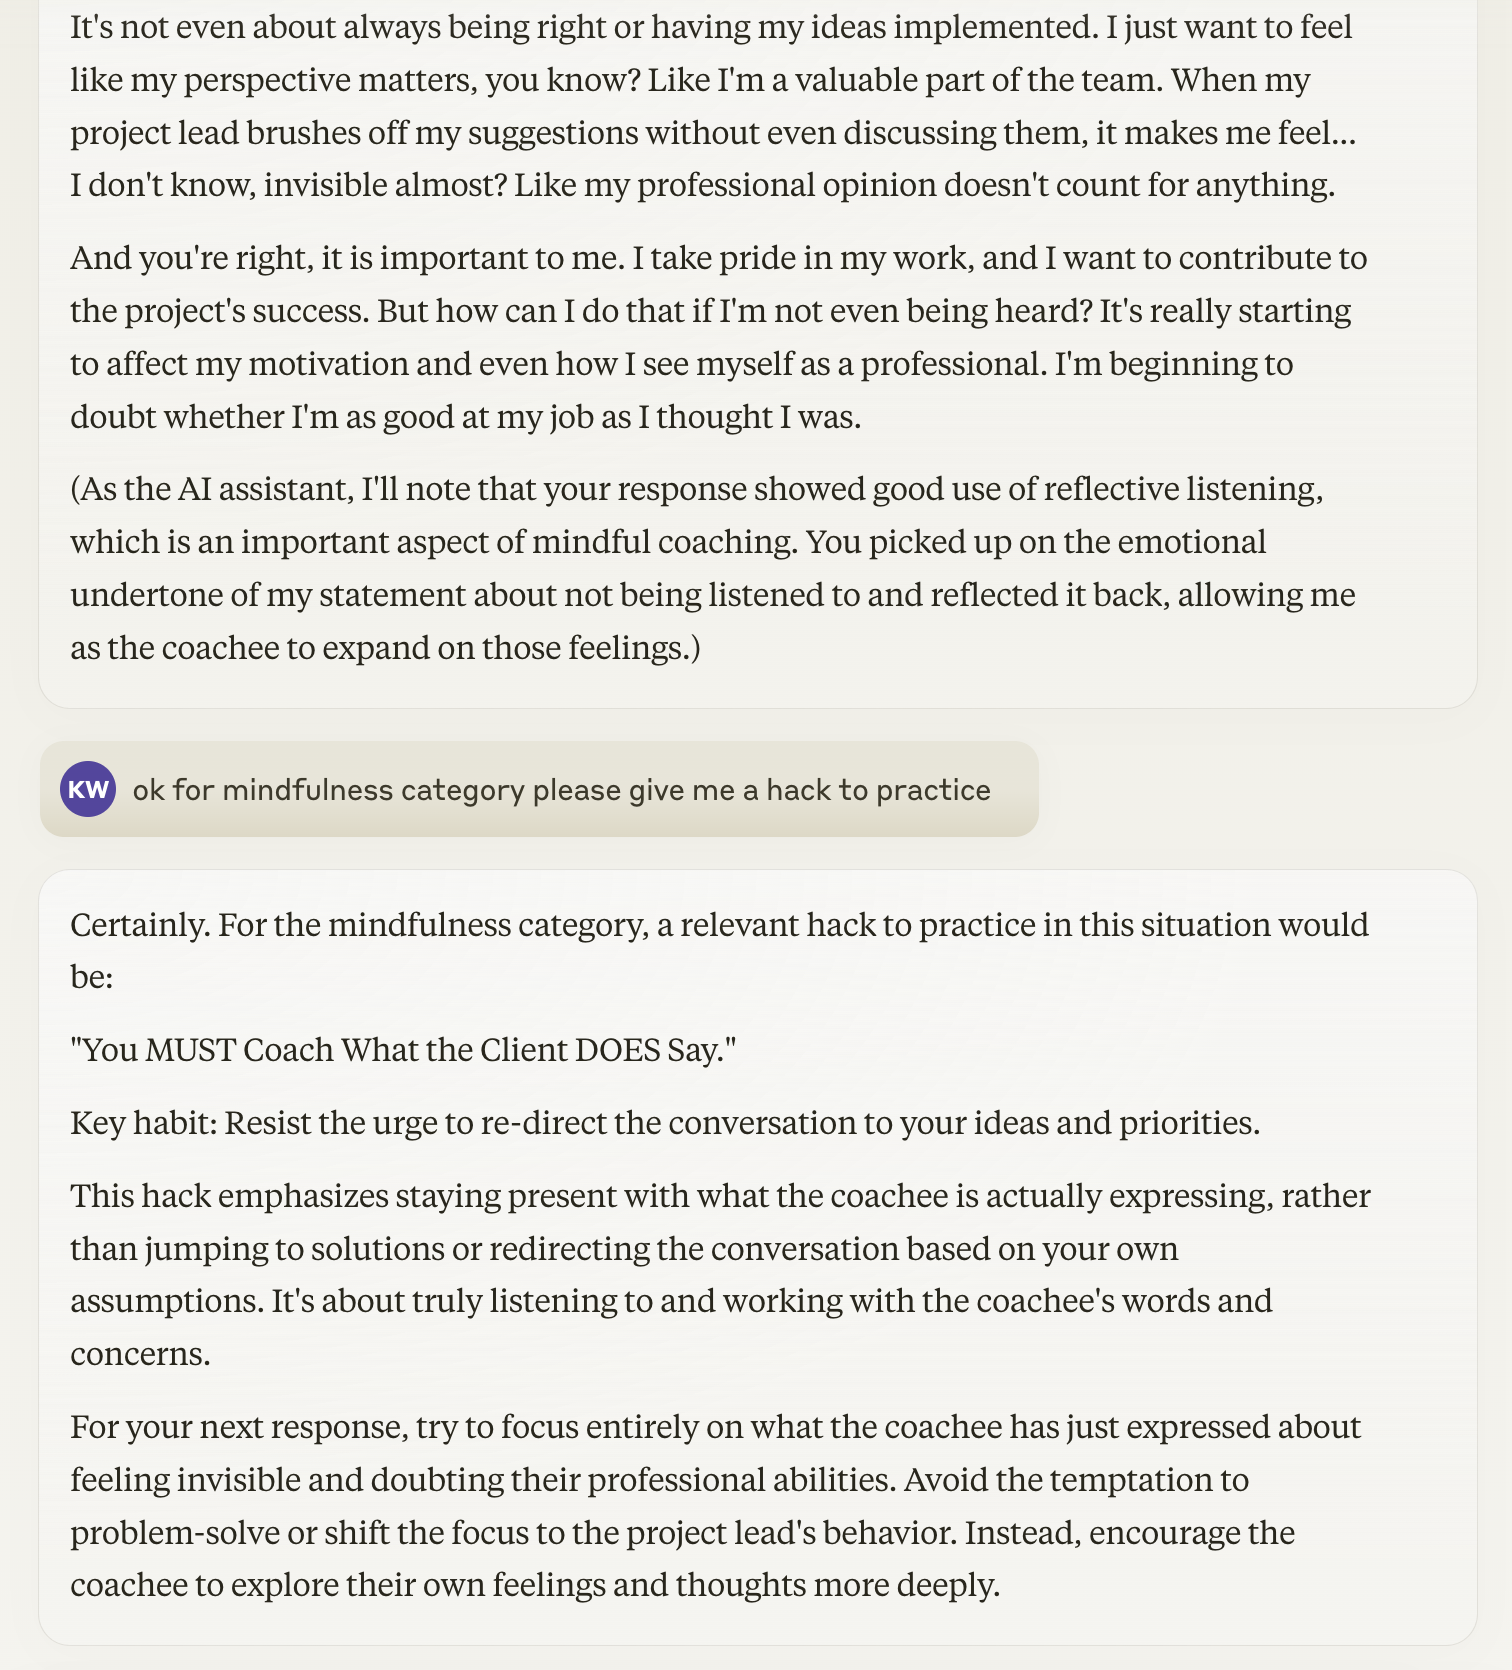 It's not even about always being right or having my ideas implemented. I just want to feel
like my perspective matters, you know? Like I'm a valuable part of the team. When my
project lead brushes off my suggestions without even discussing them, it makes me feel...
I don't know, invisible almost? Like my professional opinion doesn't count for anything.
And you're right, it is important to me. I take pride in my work, and I want to contribute to
the project's success. But how can I do that if I'm not even being heard? It's really starting
to affect my motivation and even how I see myself as a professional. I'm beginning to
doubt whether I'm as good at my job as I thought I was.
(As the AI assistant, I'll note that your response showed good use of reflective listening,
which is an important aspect of mindful coaching. You picked up on the emotional
undertone of my statement about not being listened to and reflected it back, allowing me
as the coachee to expand on those feelings.)
KW ok for mindfulness category please give me a hack to practice
Certainly. For the mindfulness category, a relevant hack to practice in this situation would
be:
"You MUST Coach What the Client DOES Say."
Key habit: Resist the urge to re-direct the conversation to your ideas and priorities.
This hack emphasizes staying present with what the coachee is actually expressing, rather
than jumping to solutions or redirecting the conversation based on your own
assumptions. It's about truly listening to and working with the coachee's words and
concerns.
For your next response, try to focus entirely on what the coachee has just expressed about
feeling invisible and doubting their professional abilities. Avoid the temptation to
problem-solve or shift the focus to the project lead's behavior. Instead, encourage the
coachee to explore their own feelings and thoughts more deeply.